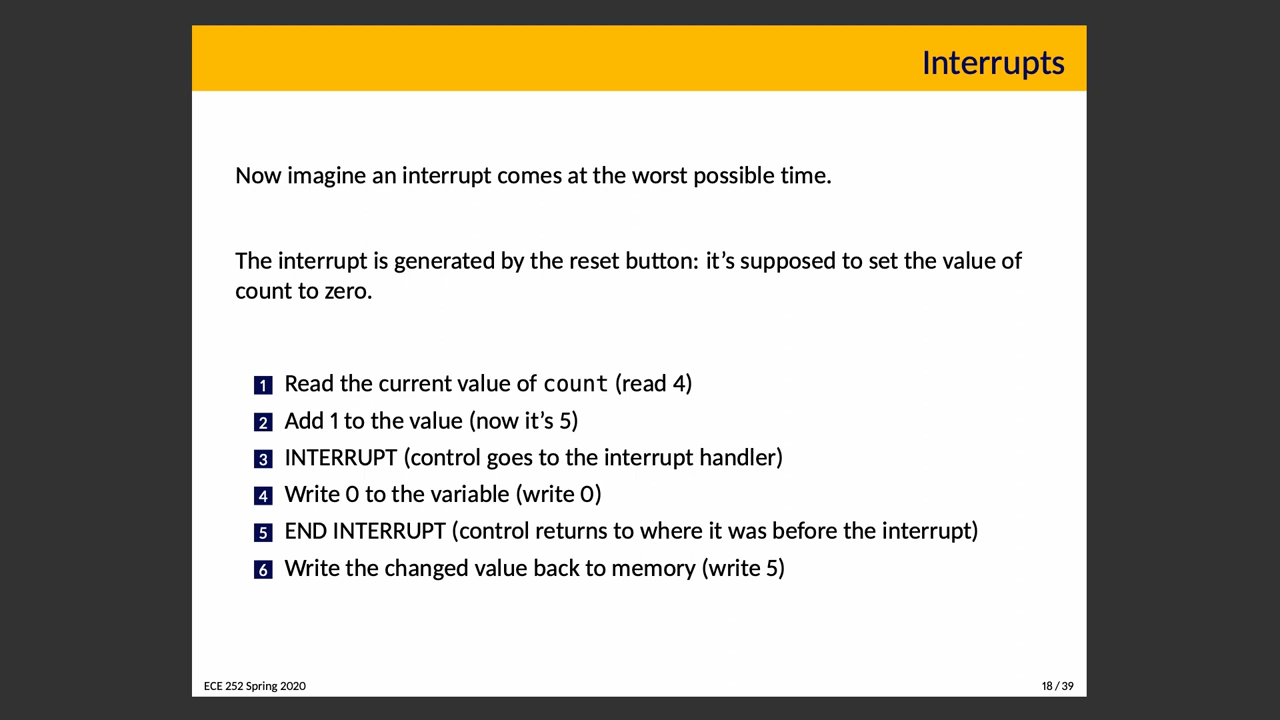 Interrupts
Now imagine an interrupt comes at the worst possible time.
The interrupt is generated by the reset button: it’s supposed to set the value of
count to zero.
1 Read the current value of count (read 4)
2 Add 1 to the value (now it’s 5)
3 INTERRUPT (control goes to the interrupt handler)
4 Write 0 to the variable (write 0)
5 END INTERRUPT (control returns to where it was before the interrupt)
6 Write the changed value back to memory (write 5)
ECE 252 Spring 2020
18 / 39